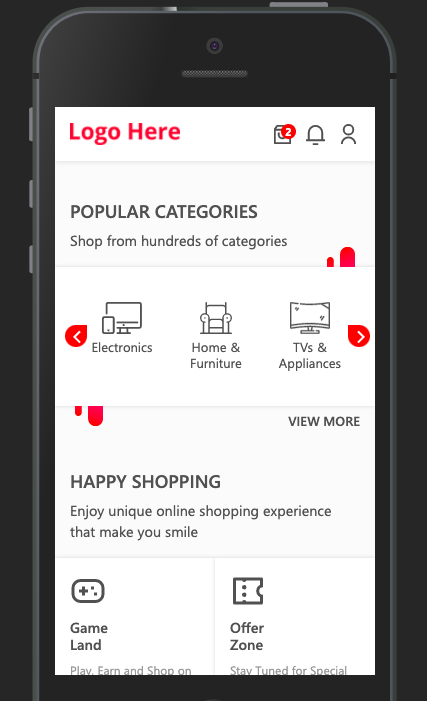 Logo Here
2
POPULAR CATEGORIES
Shop from hundreds of categories
Electronics
Home &
Furniture
TVs &
Appliances
VIEW MORE
HAPPY SHOPPING
Enjoy unique online shopping experience
that make you smile
Game
Land
Offer
Zone
Play, Earn and Shop on
Stay Tuned for Special